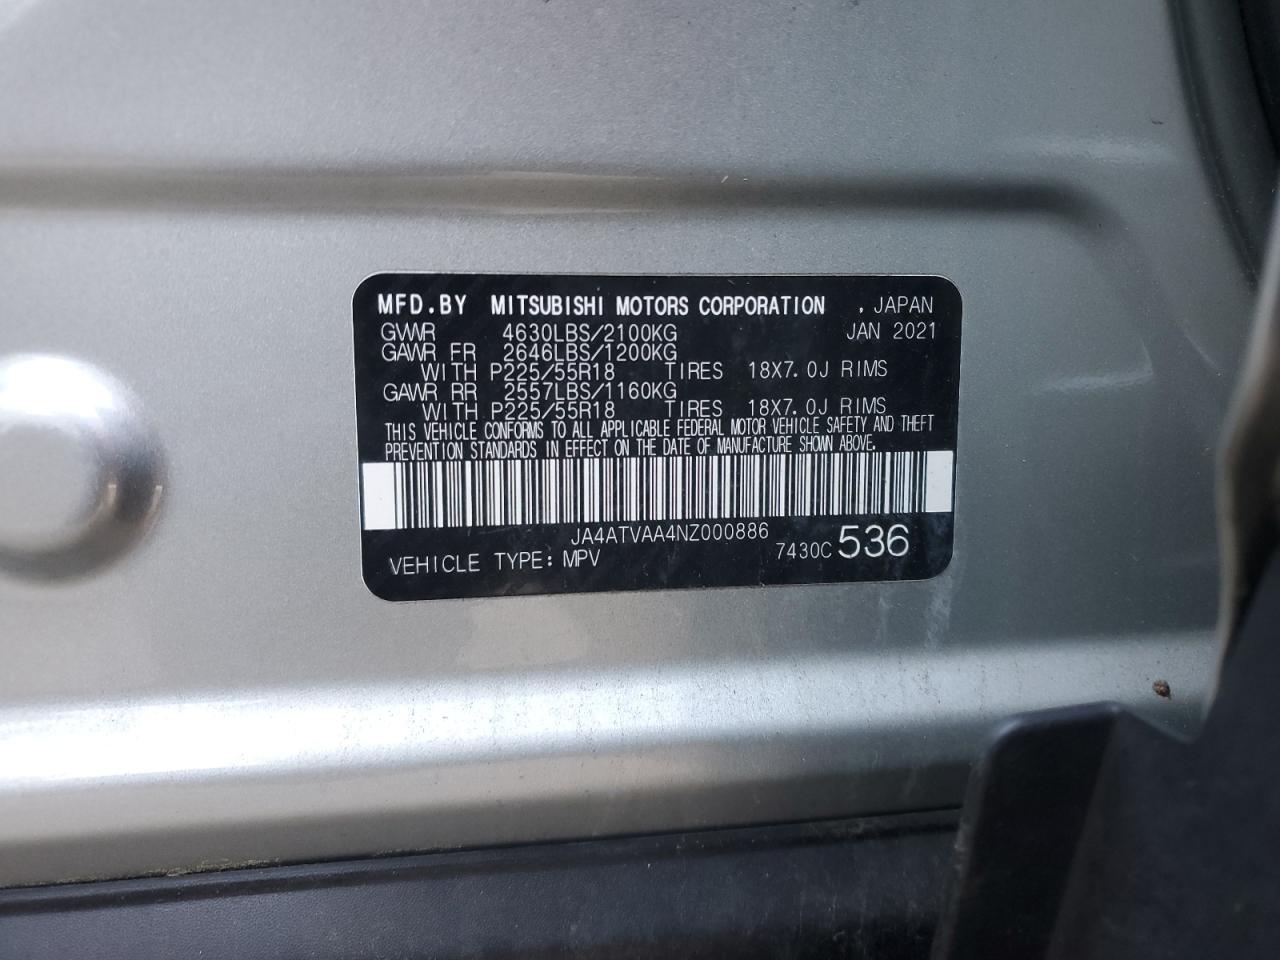 MFD.BY MITSUBISHI MOTORS CORPORATION . JAPAN
GVWR 4630LBS/2100KG JAN 2021
GAWR FR 2646LBS/1200KG
WITH P225/55R18 TIRES 18X7.0J RIMS
GAWR RR 2557LBS/1160KG
WITH P225/55R18 TIRES 18X7.0J RIMS
THIS VEHICLE CONFORMS TO ALL APPLICABLE FEDERAL MOTOR VEHICLE SAFETY AND THEFT
PREVENTION STANDARDS IN EFFECT ON THE DATE OF MANUFACTURE SHOWN ABOVE.
JA4ATVAA4NZ000886
VEHICLE TYPE: MPV 7430C 536